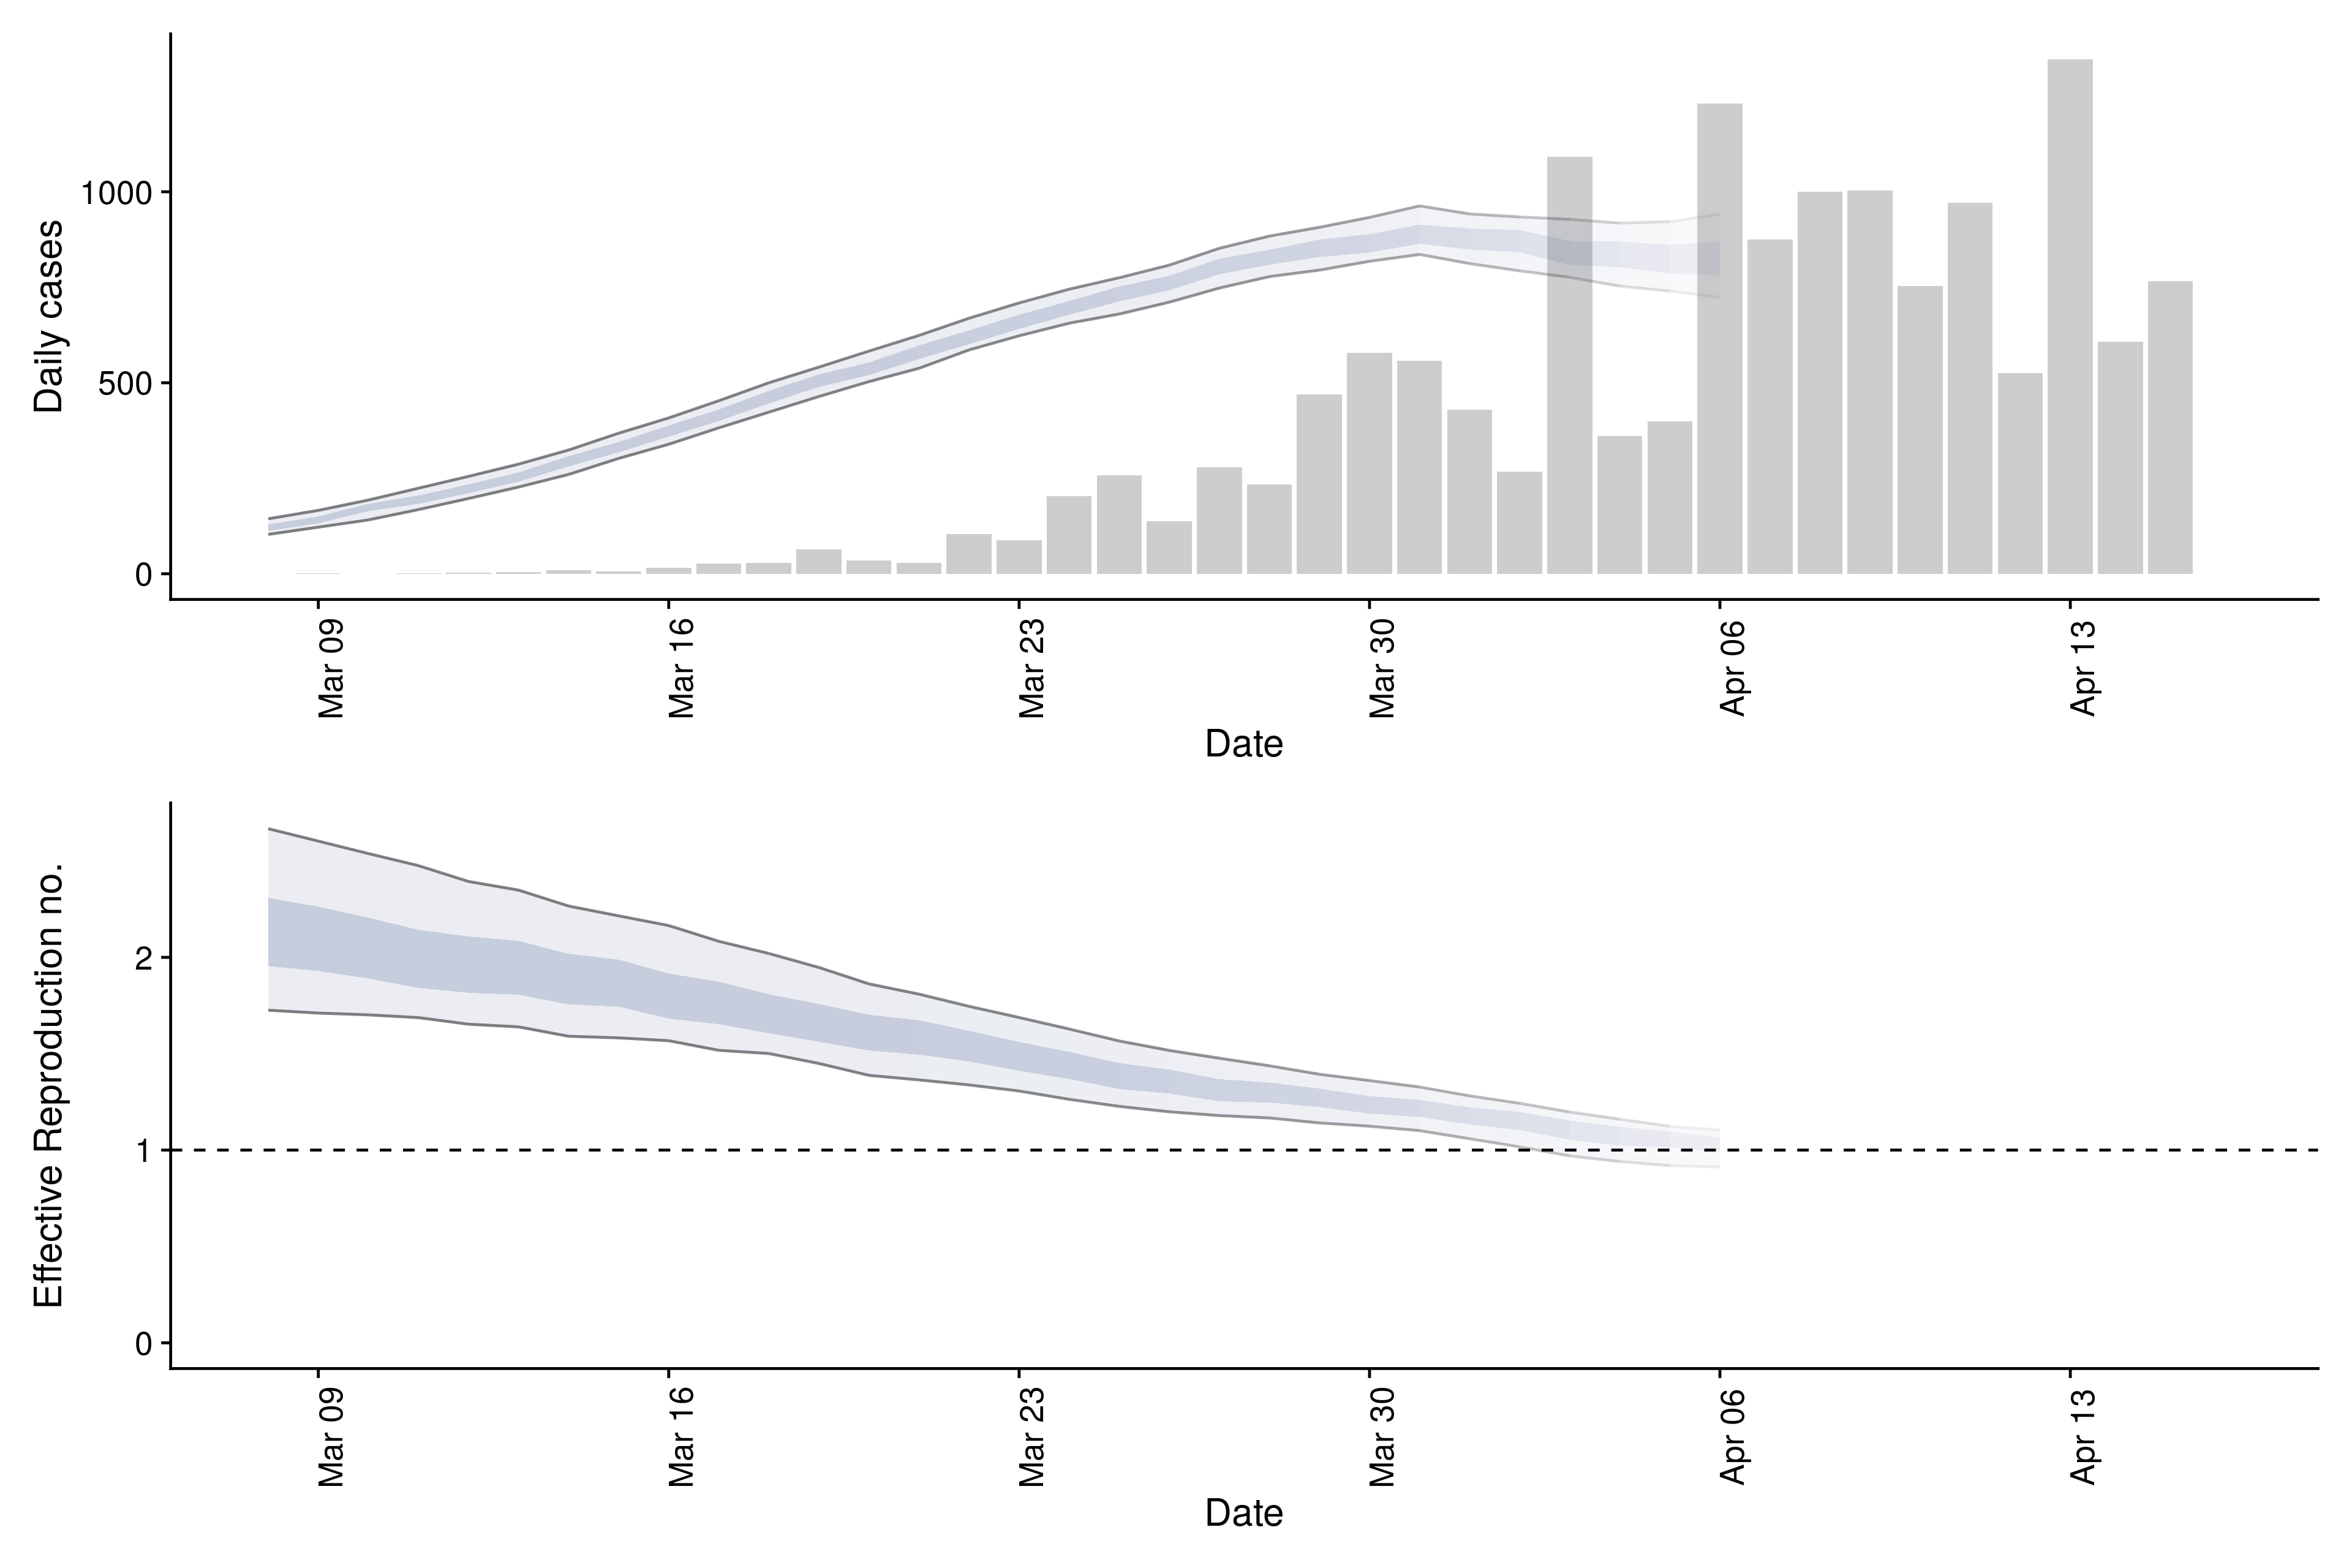 Daily cases
1000
500
0
Mar 09
Mar 16
Mar 23
Mar 30
Apr 06
Apr 13
Date
Effective Reproduction no.
2
1
0
Mar 09
Mar 16
Mar 23
Mar 30
Apr 06
Apr 13
Date